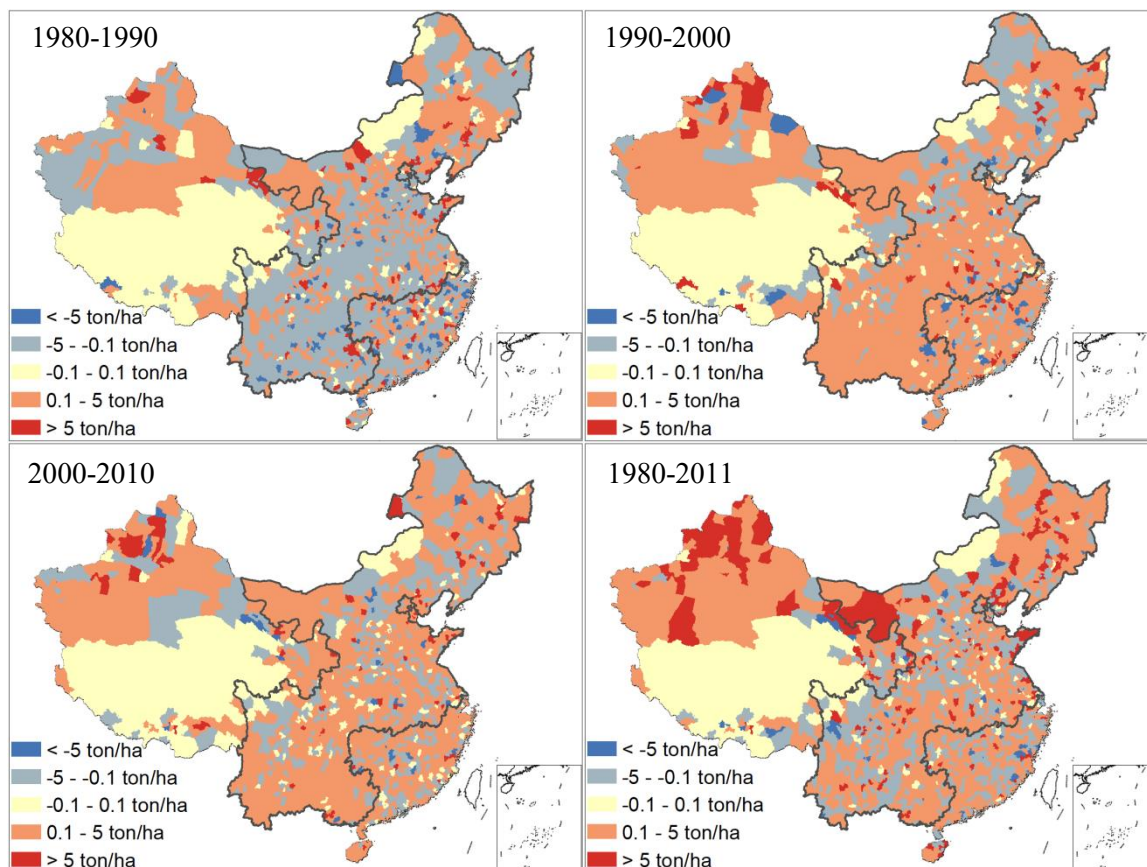 1980-1990
< -5 ton/ha
-5 - -0.1 ton/ha
-0.1 - 0.1 ton/ha
0.1 - 5 ton/ha
> 5 ton/ha
1990-2000
< -5 ton/ha
-5 - -0.1 ton/ha
-0.1 - 0.1 ton/ha
0.1 - 5 ton/ha
> 5 ton/ha
2000-2010
< -5 ton/ha
-5 - -0.1 ton/ha
-0.1 - 0.1 ton/ha
0.1 - 5 ton/ha
> 5 ton/ha
1980-2011
< -5 ton/ha
-5 - -0.1 ton/ha
-0.1 - 0.1 ton/ha
0.1 - 5 ton/ha
> 5 ton/ha